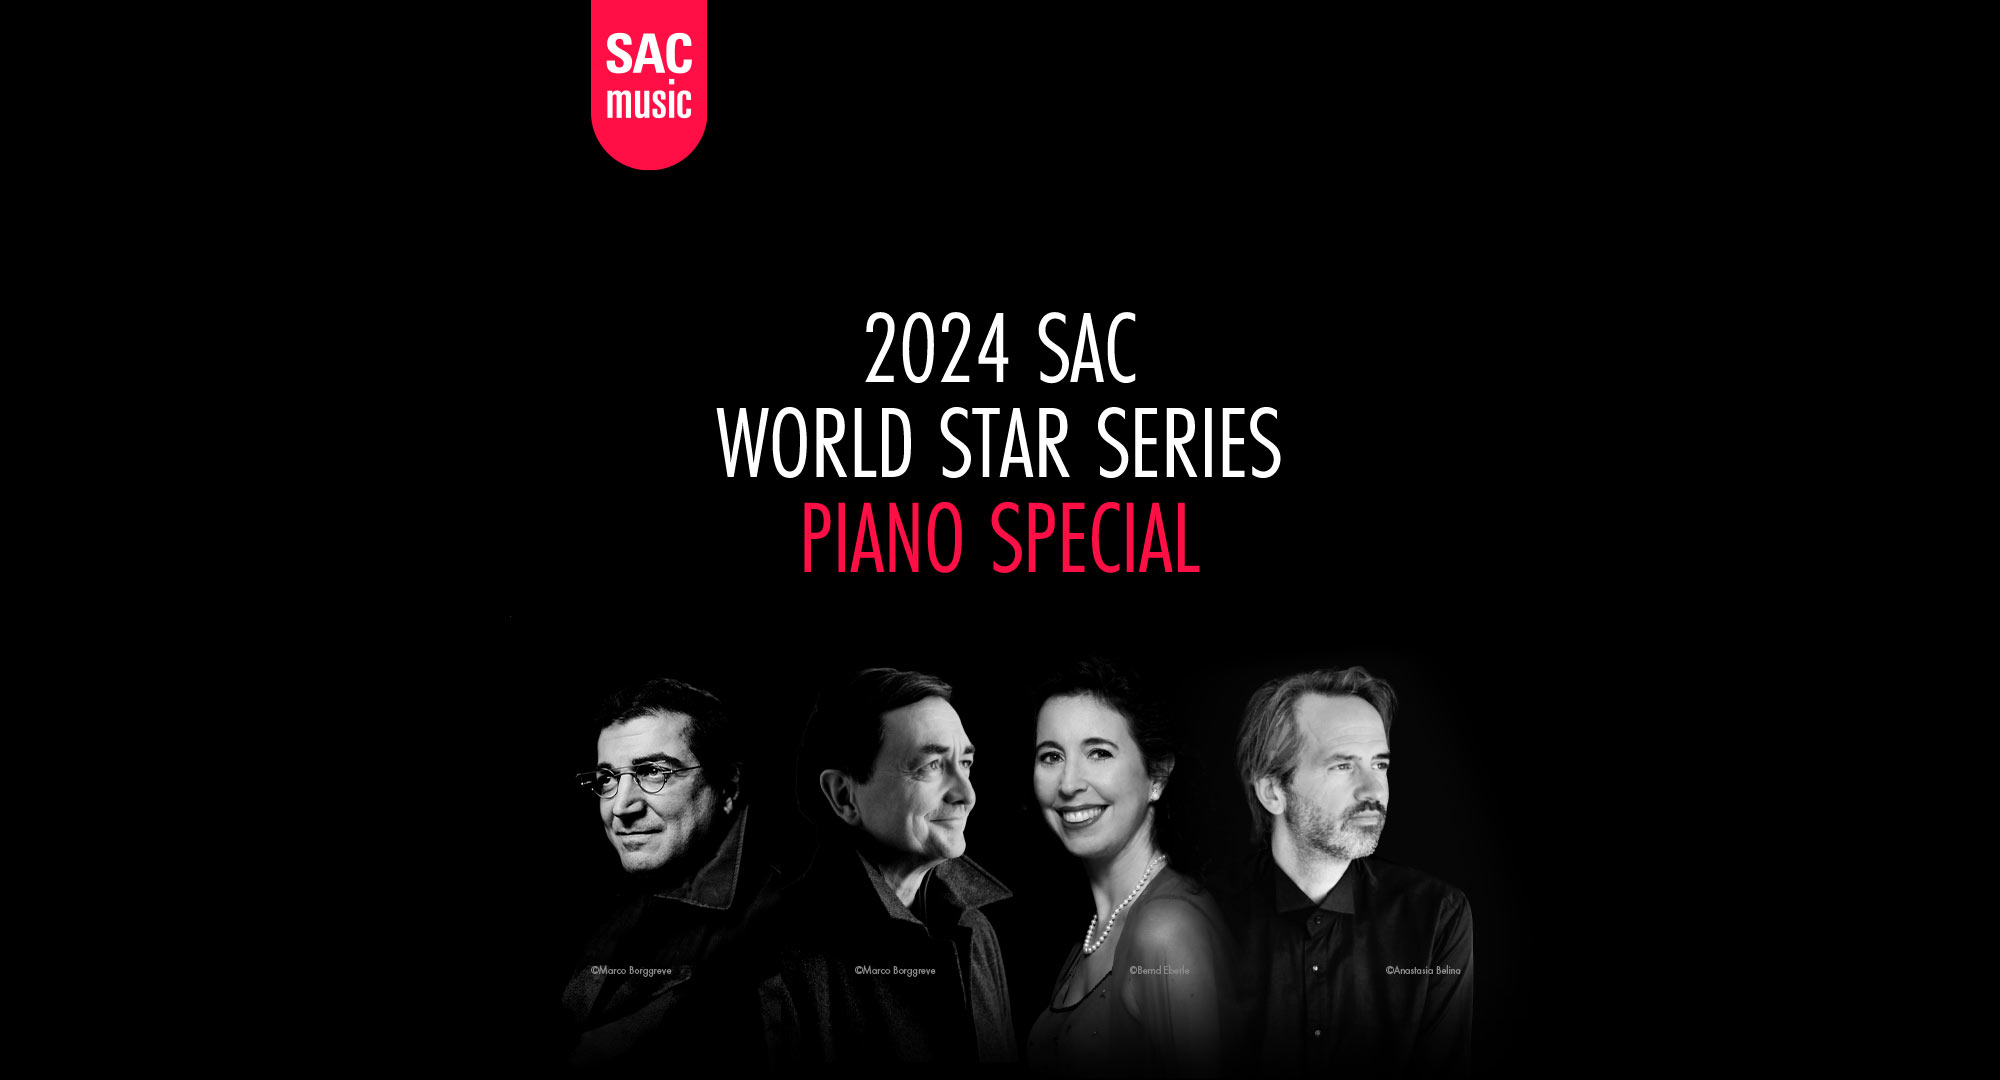 SAC
music
2024 SAC
WORLD STAR SERIES
PIANO SPECIAL
©Marco Borggreve
©Marco Borggreve
©Bernd Eberle
©Anastasia Belina